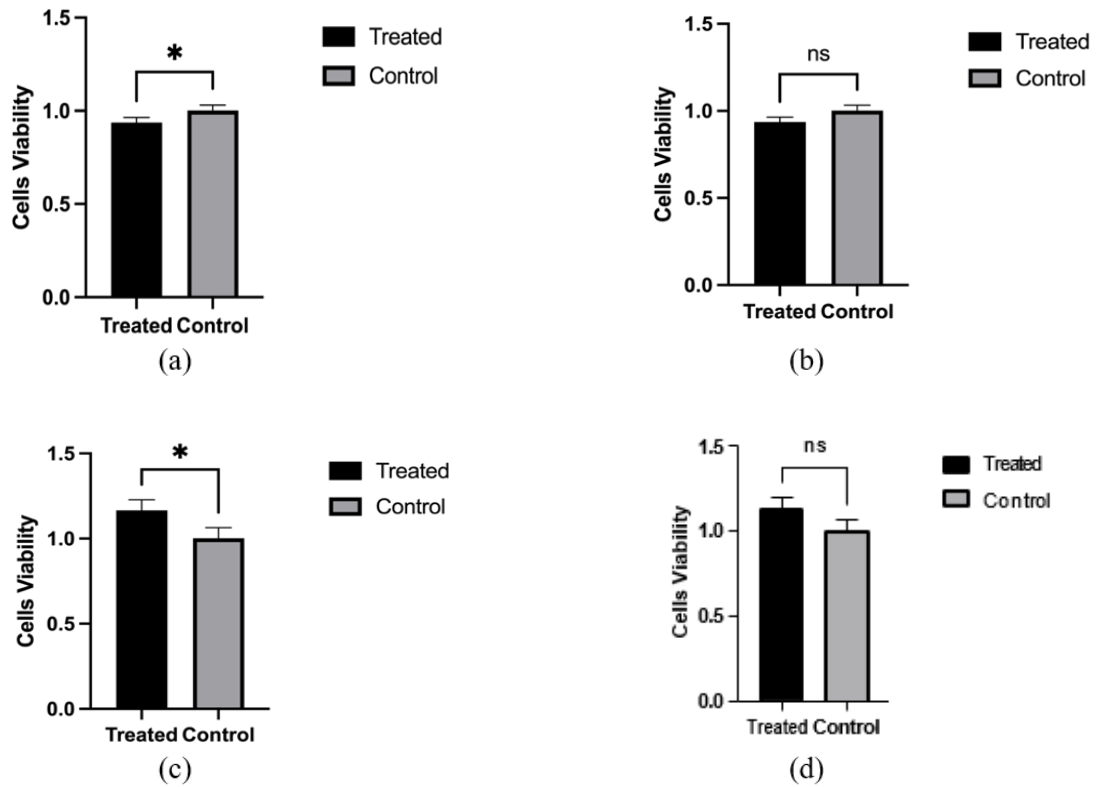 1.5
*
Treated
Control
1.0
Cells Viability
0.5
0.0
Treated Control
(a)
1.5
ns
Treated
Control
1.0
Cells Viability
0.5
0.0
Treated Control
(b)
1.5
*
Treated
Control
1.0
Cells Viability
0.5
0.0
Treated Control
(c)
1.5
ns
Treated
Control
1.0
Cells Viability
0.5
0.0
Treated Control
(d)